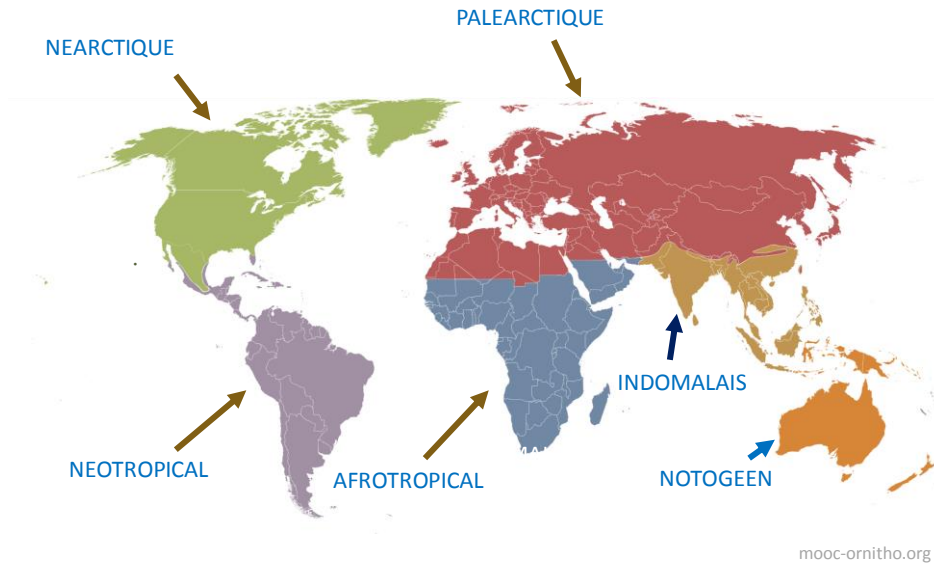 PALEARCTIQUE
NEARCTIQUE
INDOMALAIS
NEOTROPICAL
AFROTROPICAL
NOTOGEEN
mooc-ornitho.org